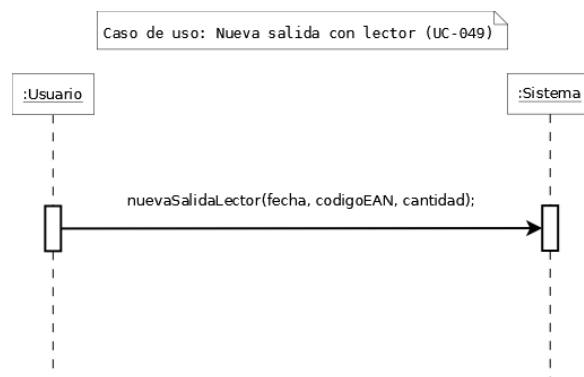 Caso de uso: Nueva salida con lector (UC-049)
:Usuario
:Sistema
nuevaSalidaLector(fecha, codigoEAN, cantidad);